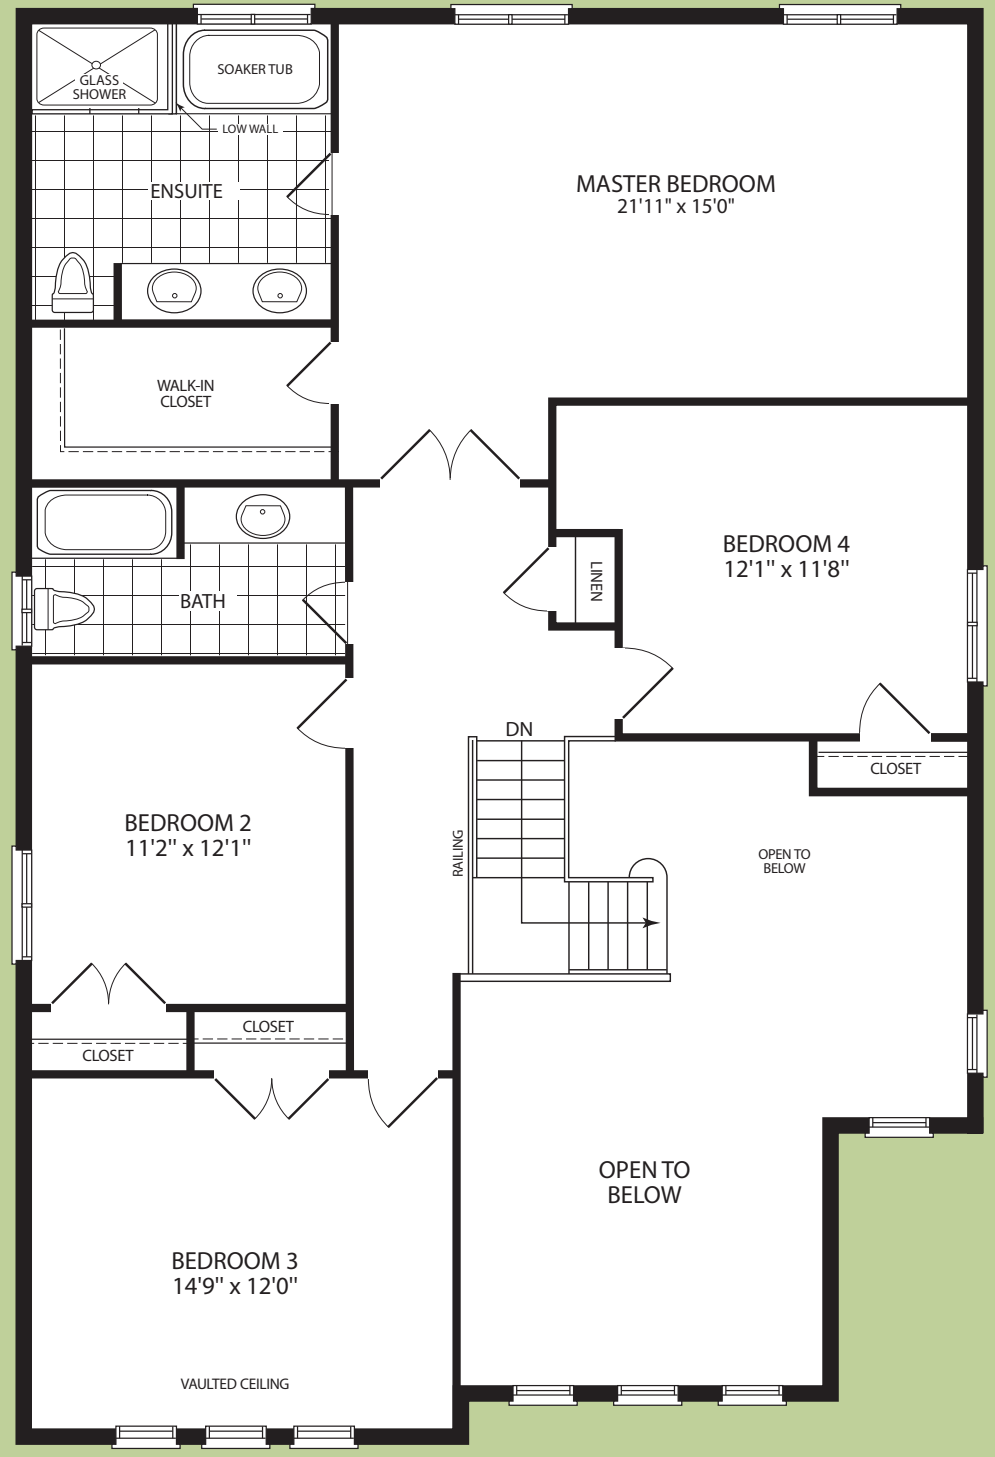 GLASS
SHOWER
SOAKER TUB
LOW WALL
ENSUITE
MASTER BEDROOM
21'11" x 15'0"
WALK-IN
CLOSET
BEDROOM 4
12'1" x 11'8"
LINEN
BATH
DN
CLOSET
BEDROOM 2
11'2" x 12'1"
RAILING
OPEN TO
BELOW
CLOSET
CLOSET
OPEN TO
BELOW
BEDROOM 3
14'9" x 12'0"
VAULTED CEILING